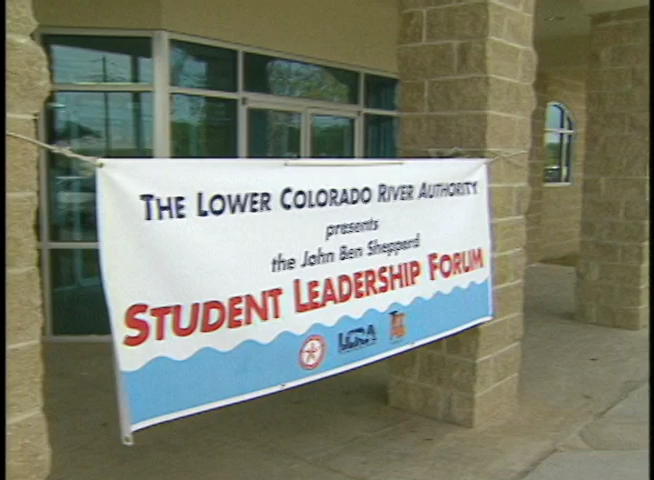 THE LOWER COLORADO RIVER AUTHORITY
presents
the John Ben Shepperd
STUDENT LEADERSHIP FORUM
LCRA